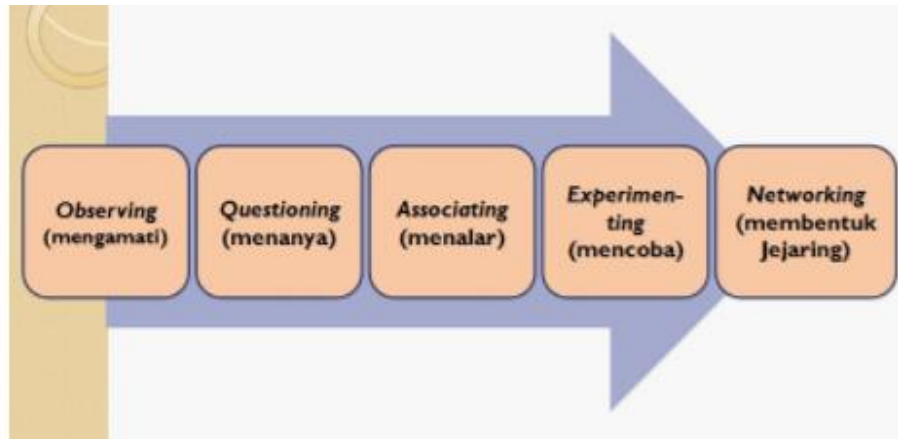 Observing
(mengamati)
Questioning
(menanya)
Associating
(menalar)
Experimen-
ting
(mencoba)
Networking
(membentuk
Jejaring)